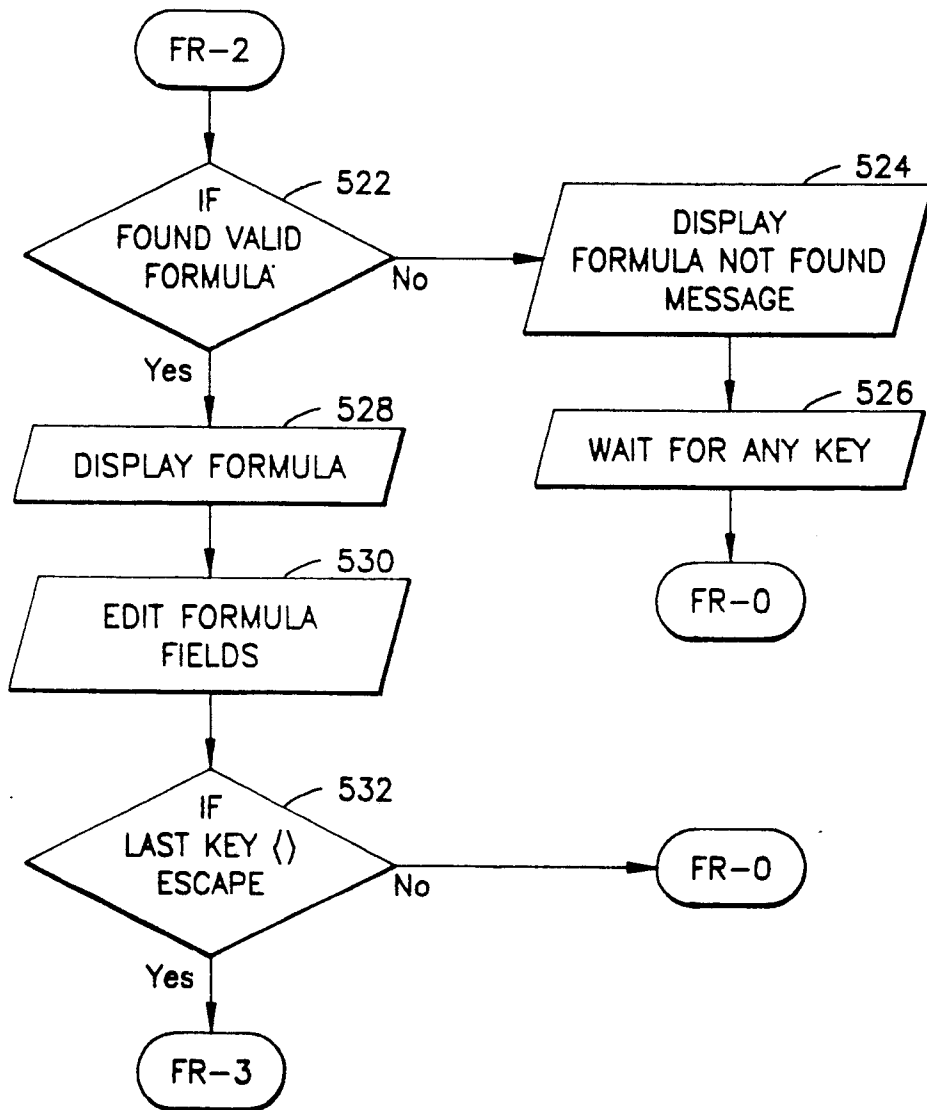 FR-2
522
IF
FOUND VALID
FORMULA
No
Yes
524
DISPLAY
FORMULA NOT FOUND
MESSAGE
526
WAIT FOR ANY KEY
FR-0
528
DISPLAY FORMULA
530
EDIT FORMULA
FIELDS
532
IF
LAST KEY ⟨⟩
ESCAPE
No
FR-0
Yes
FR-3